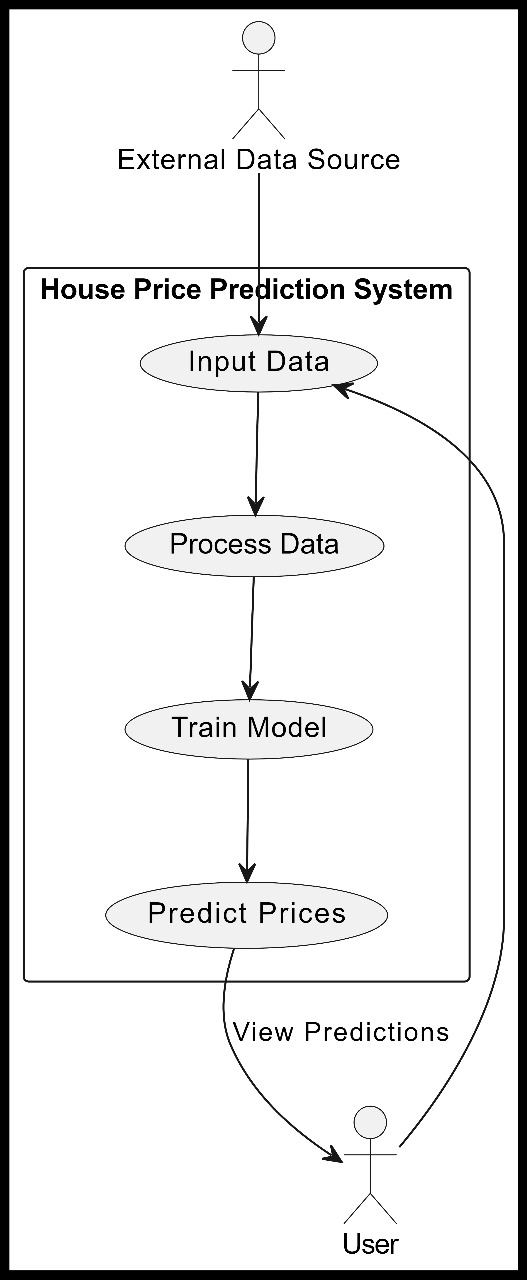 External Data Source
House Price Prediction System
Input Data
Process Data
Train Model
Predict Prices
View Predictions
User